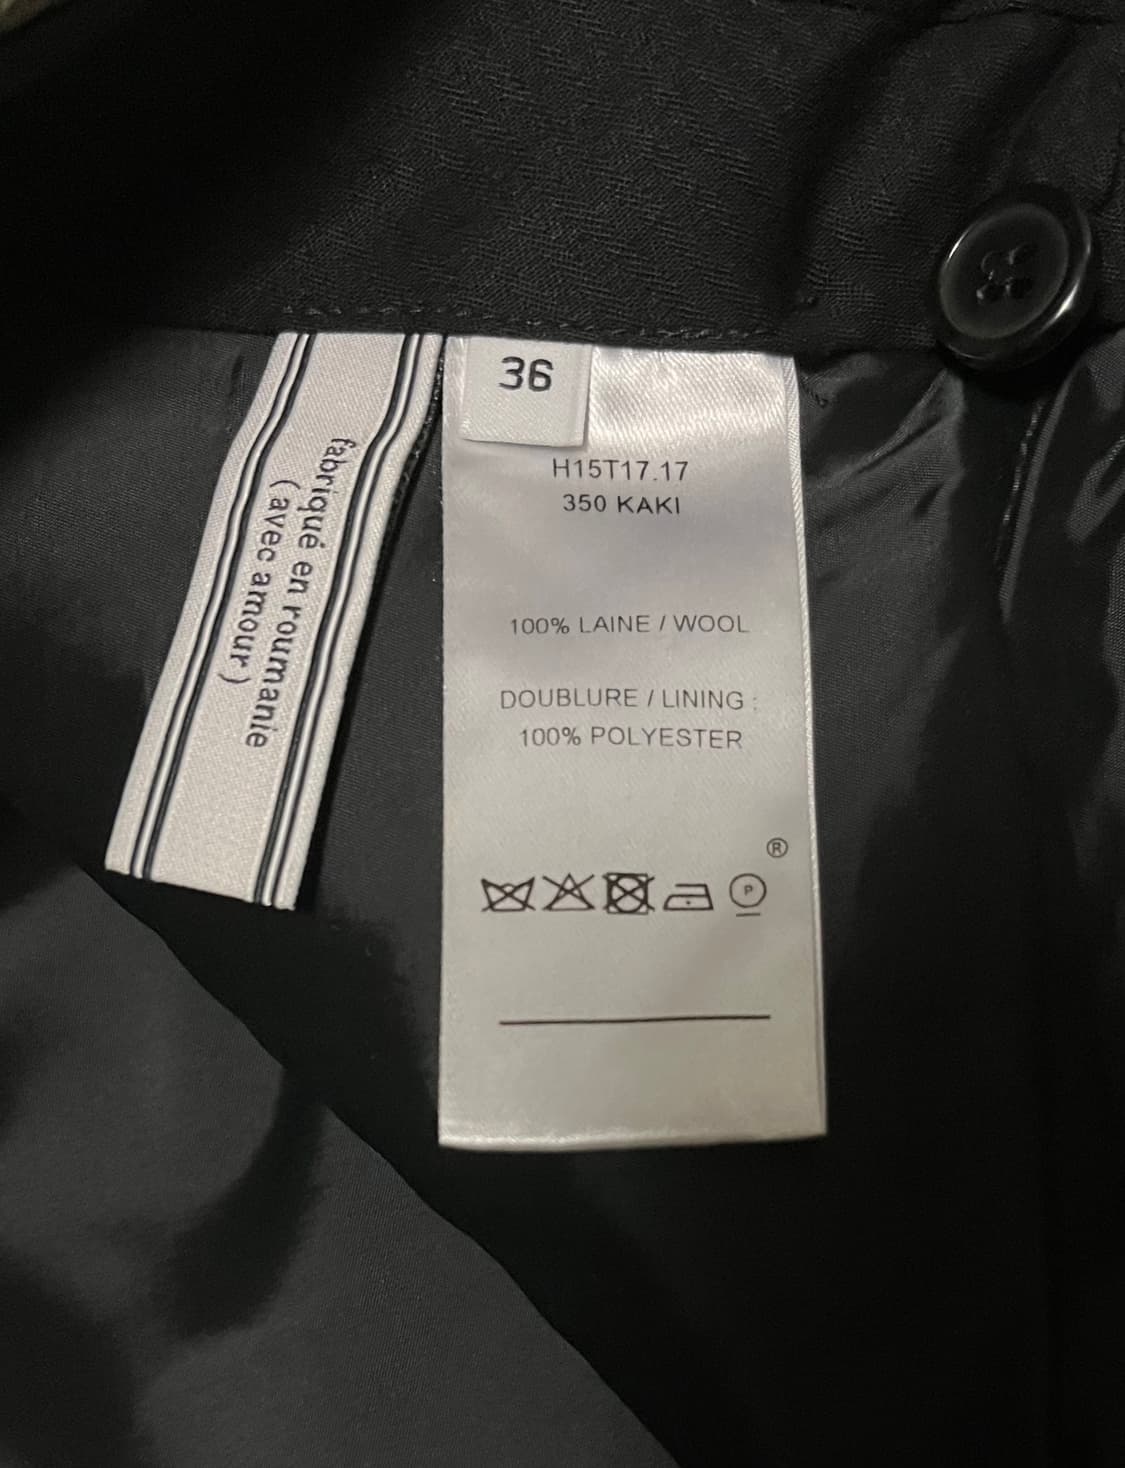 fabriqué en roumanie
( avec amour )
36
H15T17.17
350 KAKI
100% LAINE / WOOL
DOUBLURE / LINING :
100% POLYESTER
®
P